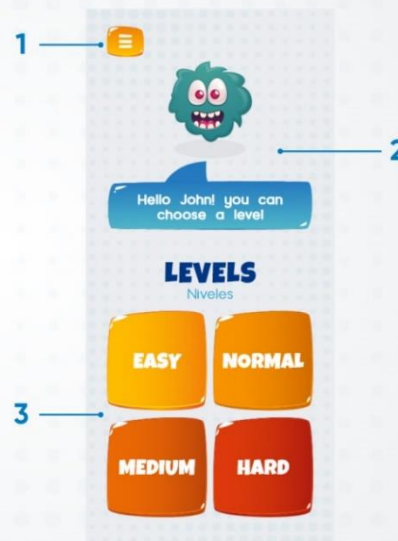 1
2
Hello John! you can
choose a level
LEVELS
Niveles
EASY
NORMAL
3
MEDIUM
HARD